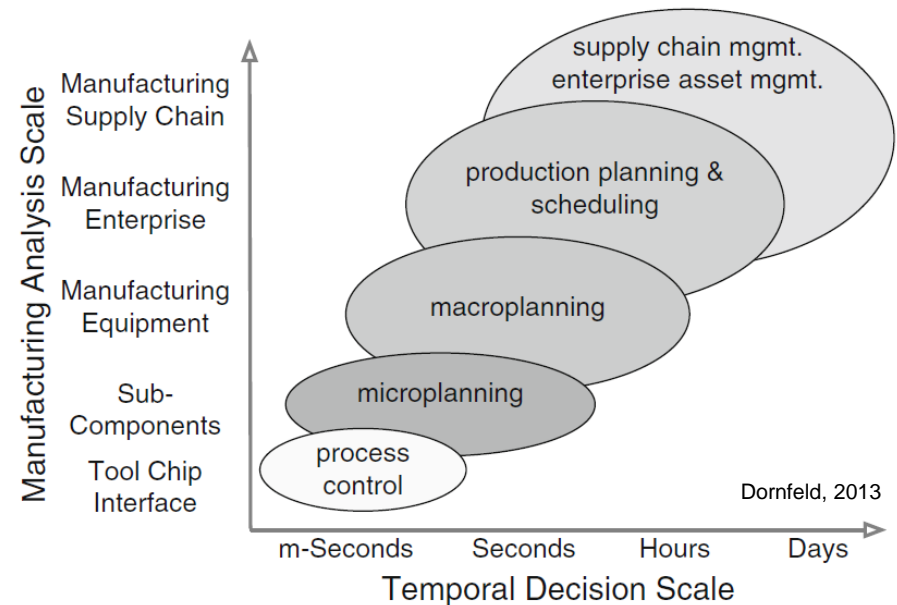 Manufacturing Analysis Scale
Manufacturing
Supply Chain
Manufacturing
Enterprise
Manufacturing
Equipment
Sub-
Components
Tool Chip
Interface
supply chain mgmt.
enterprise asset mgmt.
production planning &
scheduling
macroplanning
microplanning
process
control
Dornfeld, 2013
m-Seconds
Seconds
Hours
Days
Temporal Decision Scale